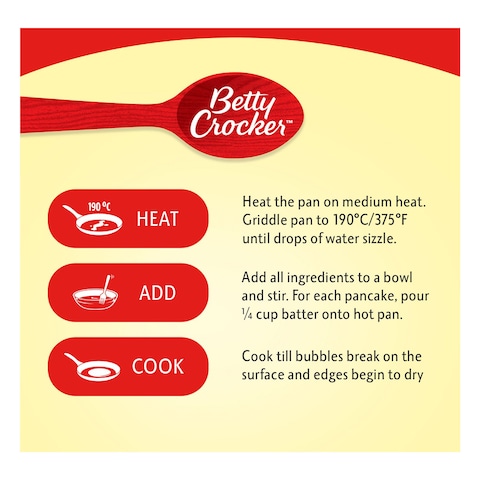 Betty
Crocker™
190 °C
HEAT
Heat the pan on medium heat.
Griddle pan to 190°C/375°F
until drops of water sizzle.
ADD
Add all ingredients to a bowl
and stir. For each pancake, pour
¼ cup batter onto hot pan.
COOK
Cook till bubbles break on the
surface and edges begin to dry